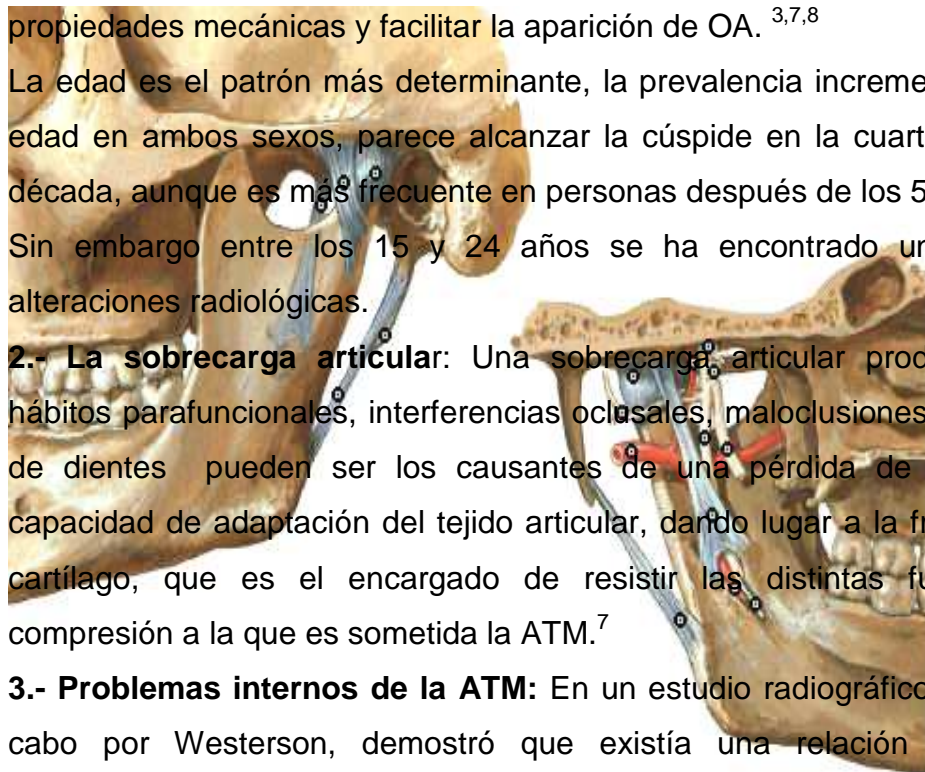 propiedades mecánicas y facilitar la aparición de OA. 3,7,8
La edad es el patrón más determinante, la prevalencia increme
edad en ambos sexos, parece alcanzar la cúspide en la cuart
década, aunque es más frecuente en personas después de los 5
Sin embargo entre los 15 y 24 años se ha encontrado un
alteraciones radiológicas.
2.- La sobrecarga articular: Una sobrecarga articular prod
hábitos parafuncionales, interferencias oclusales, maloclusiones
de dientes pueden ser los causantes de una pérdida de
capacidad de adaptación del tejido articular, dando lugar a la fr
cartílago, que es el encargado de resistir las distintas fu
compresión a la que es sometida la ATM.7
3.- Problemas internos de la ATM: En un estudio radiográfico
cabo por Westerson, demostró que existía una relación